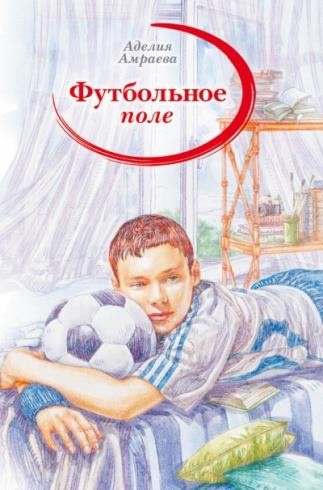 Аделия
Амраева
Футбольное
поле